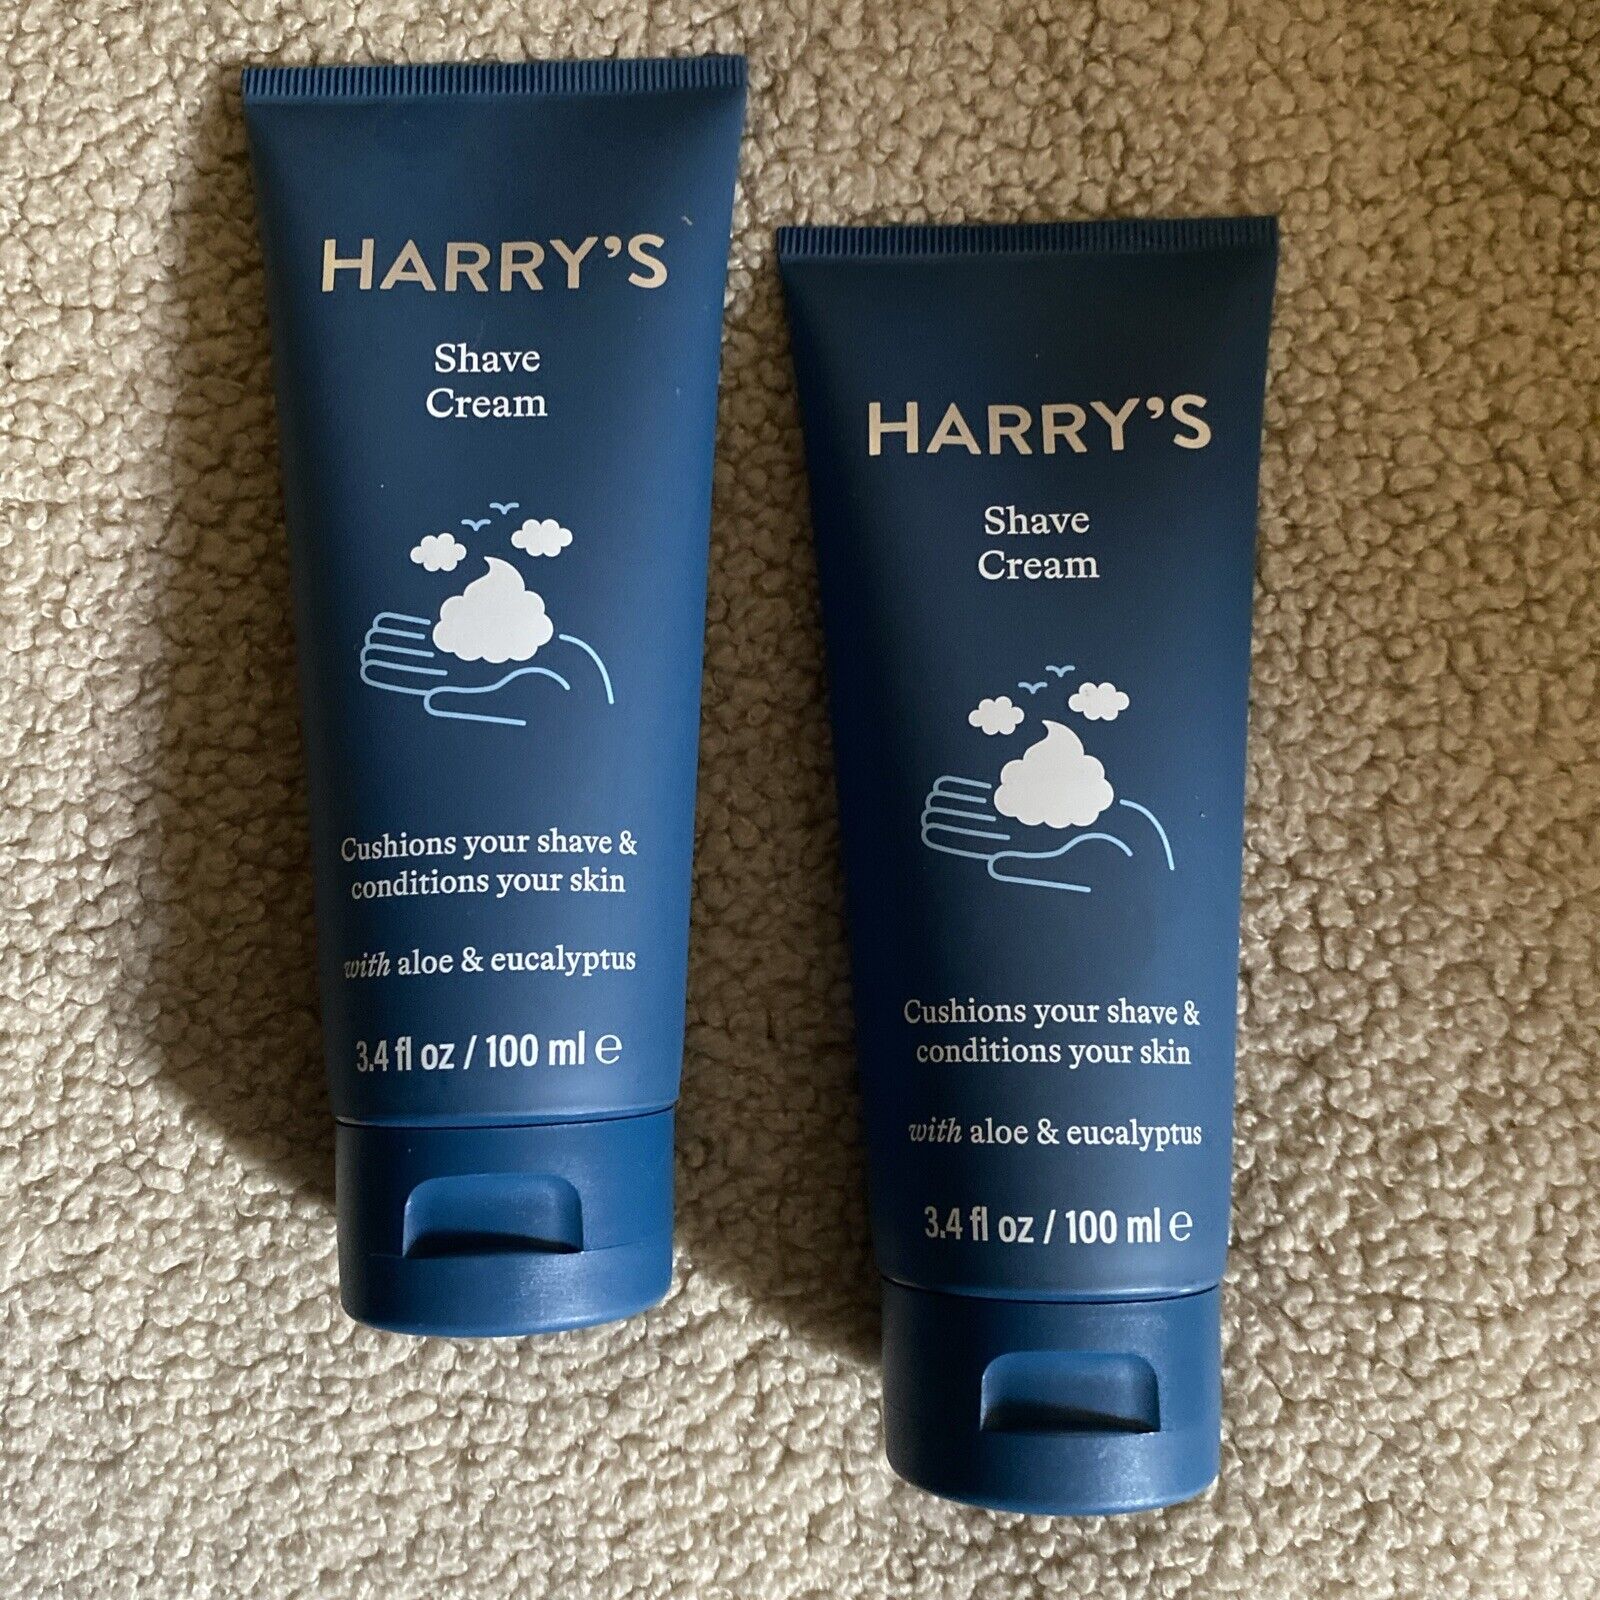 HARRY'S
Shave
Cream
Cushions your shave &
conditions your skin
with aloe & eucalyptus
3.4 fl oz / 100 ml ℮
HARRY'S
Shave
Cream
Cushions your shave &
conditions your skin
with aloe & eucalyptus
3.4 fl oz / 100 ml ℮